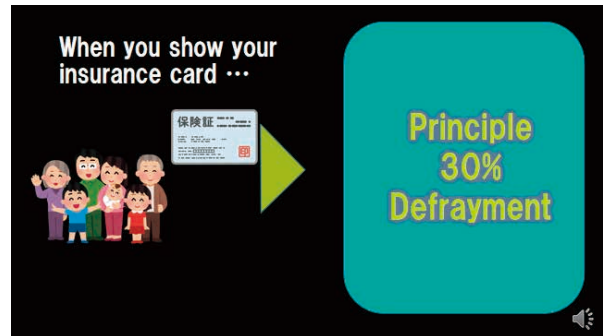 When you show your
insurance card …
保険証
Principle
30%
Defrayment